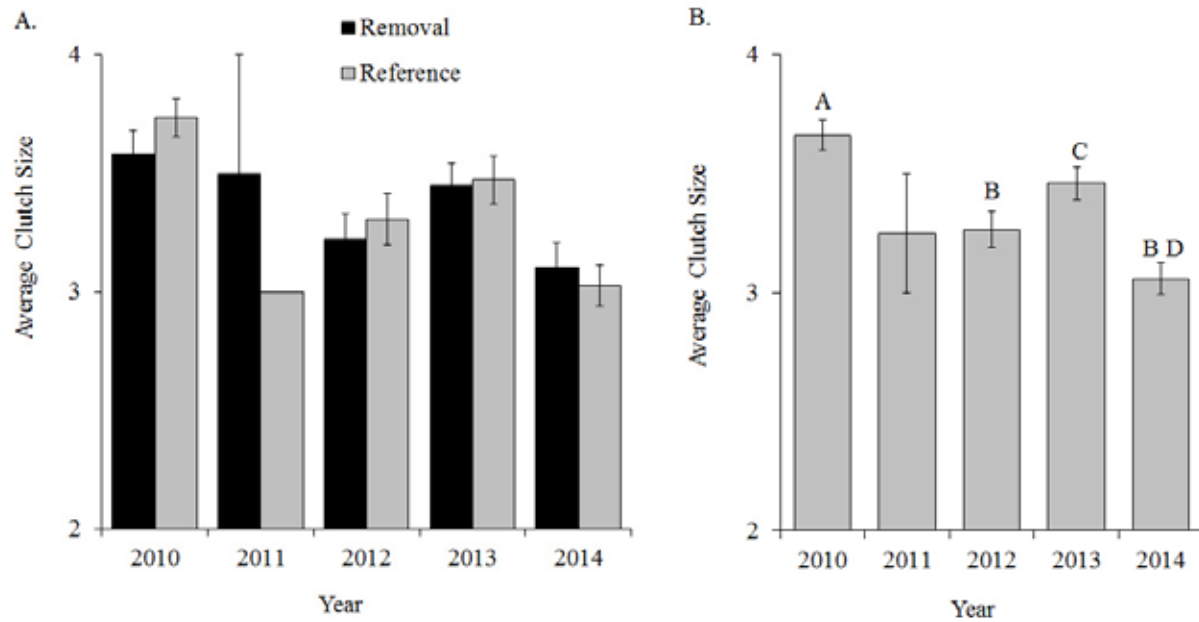 A.
Removal
Reference
4
3
2
Average Clutch Size
2010 2011 2012 2013 2014
Year
B.
4
3
2
Average Clutch Size
A
B
C
B D
2010 2011 2012 2013 2014
Year